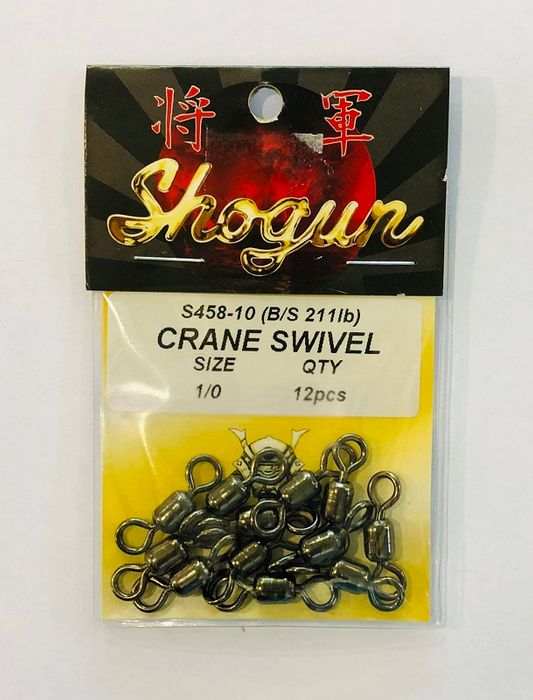 将 軍
Shogun
S458-10 (B/S 211lb)
CRANE SWIVEL
SIZE QTY
1/0 12pcs